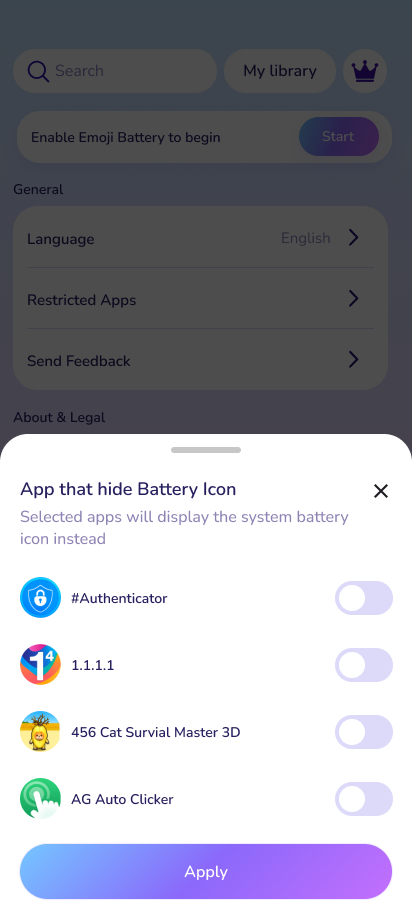 Search
My library
Enable Emoji Battery to begin
Start
General
Language
English
Restricted Apps
Send Feedback
About & Legal
App that hide Battery Icon
Selected apps will display the system battery
icon instead
#Authenticator
1.1.1.1
1⁴
456 Cat Survial Master 3D
AG Auto Clicker
Apply